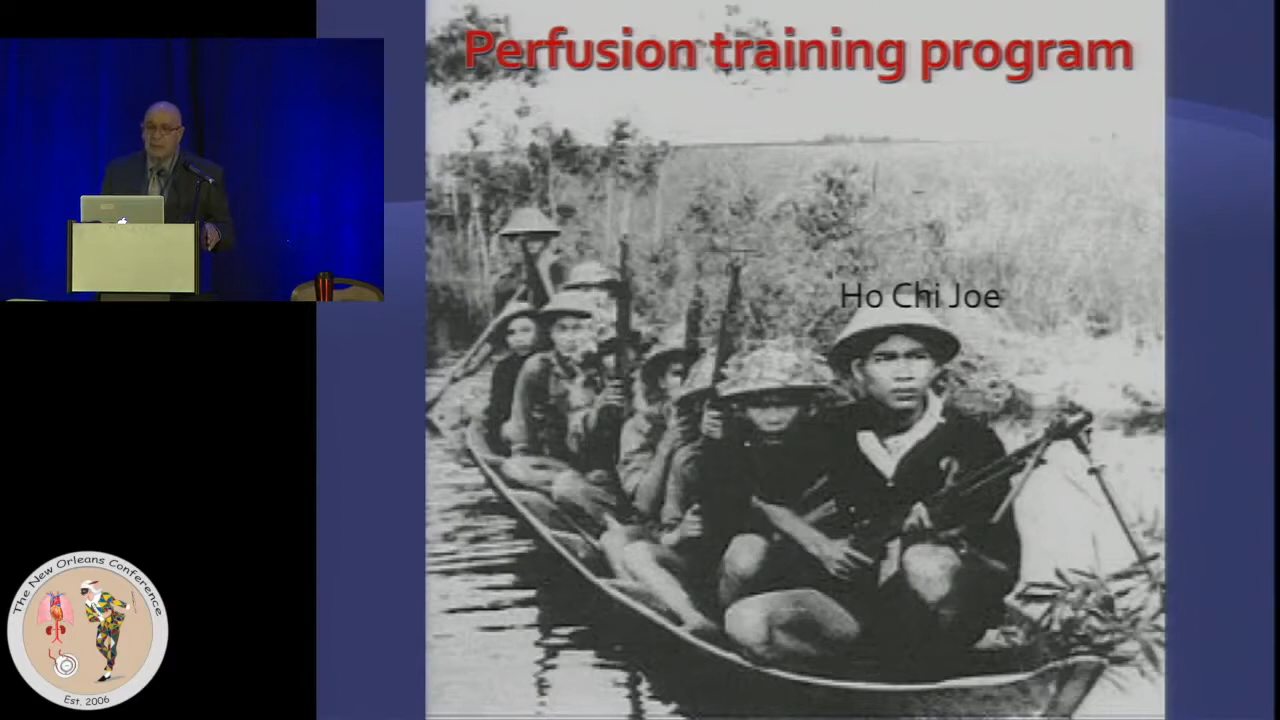 Perfusion training program
Ho Chi Joe
The New Orleans Conference
Est. 2006